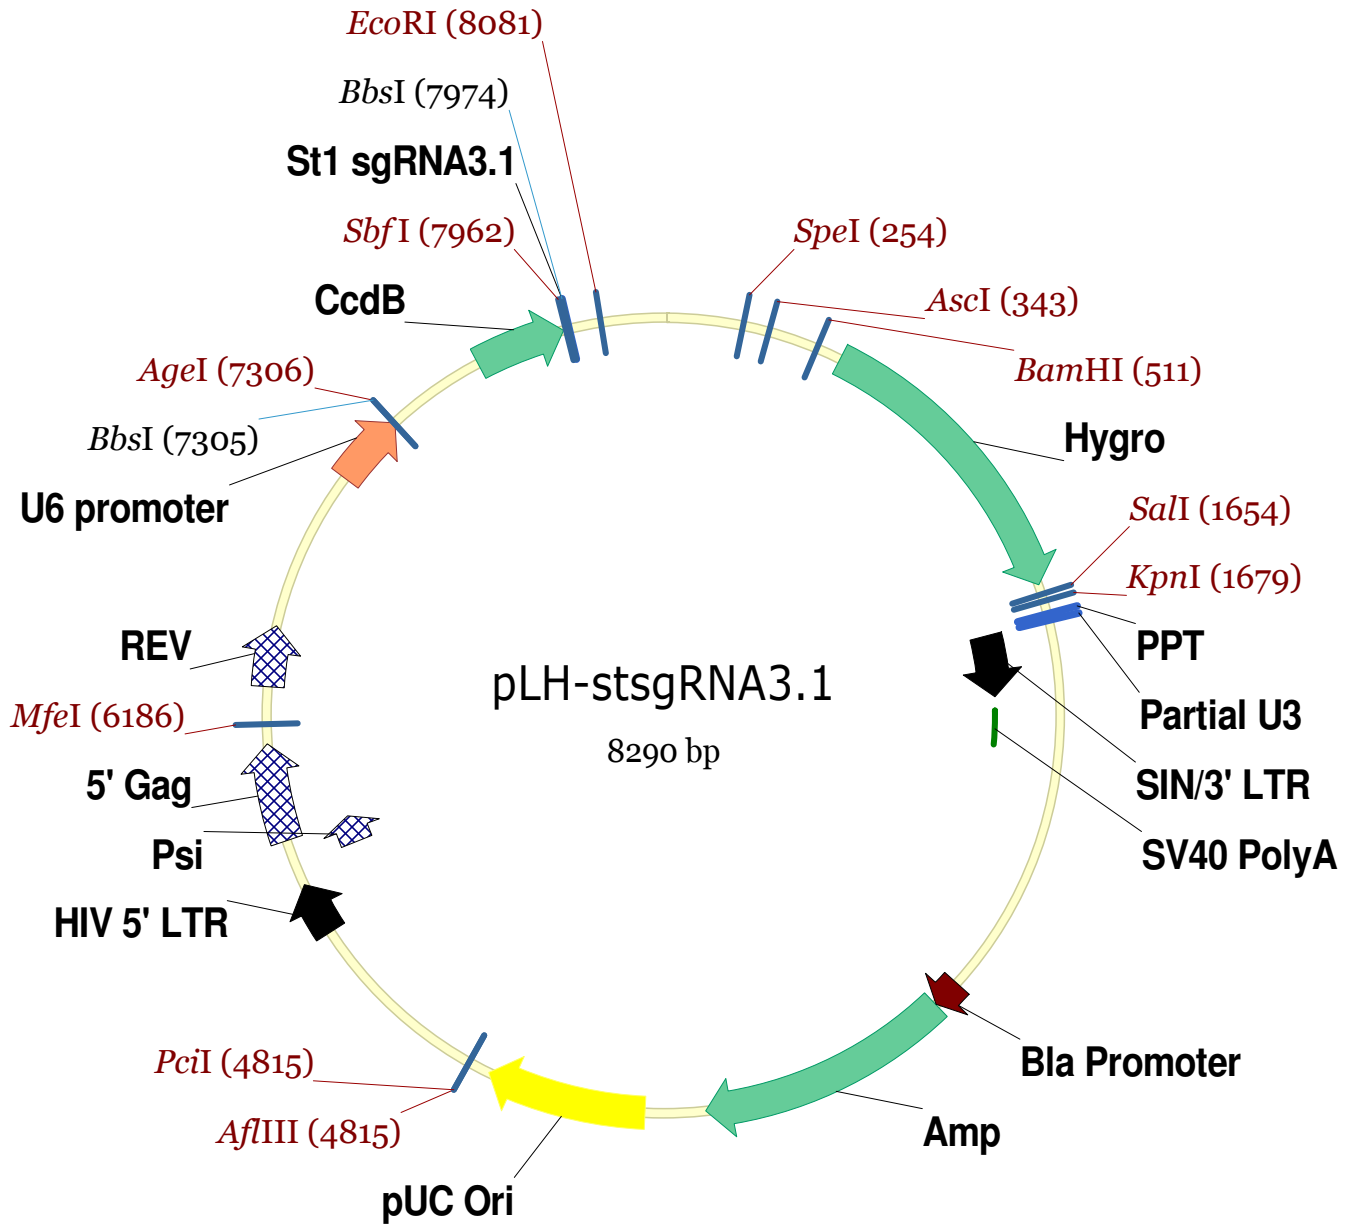 EcoRI (8081)
BbsI (7974)
St1 sgRNA3.1
SbfI (7962)
SpeI (254)
CcdB
AscI (343)
AgeI (7306)
BamHI (511)
BbsI (7305)
Hygro
U6 promoter
SalI (1654)
KpnI (1679)
REV
PPT
pLH-stsgRNA3.1
MfeI (6186)
Partial U3
8290 bp
5' Gag
SIN/3' LTR
Psi
SV40 PolyA
HIV 5' LTR
PciI (4815)
Bla Promoter
AflIII (4815)
Amp
pUC Ori